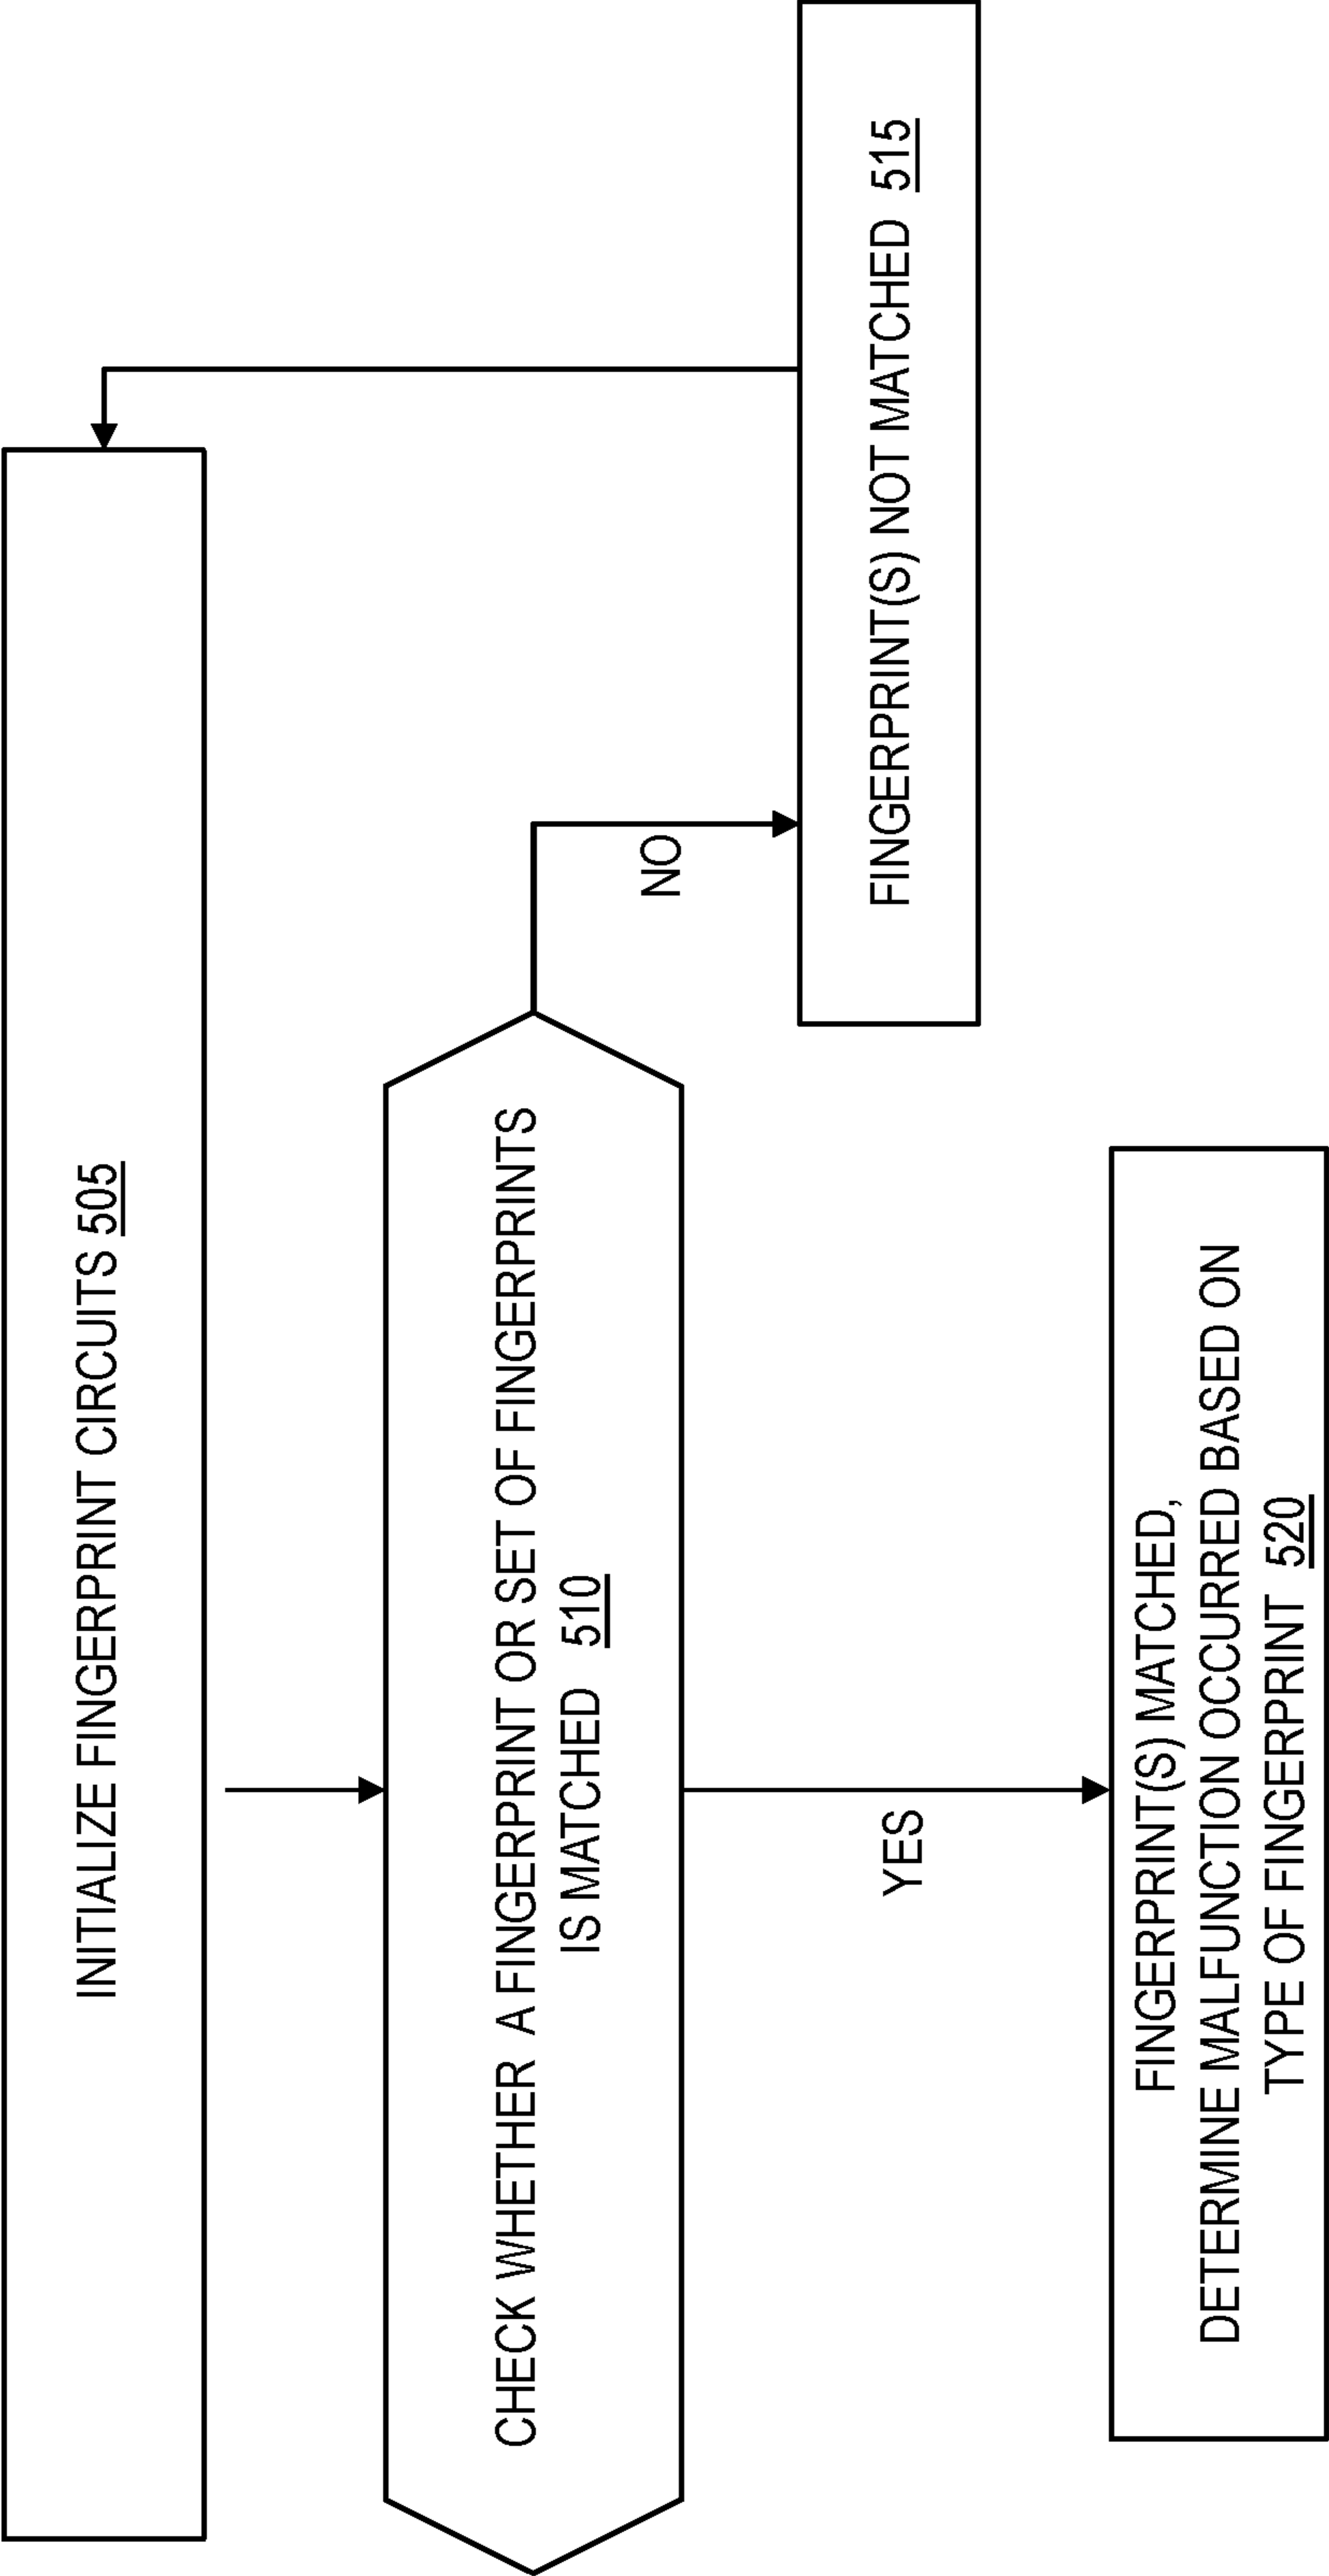 INITIALIZE FINGERPRINT CIRCUITS 505
CHECK WHETHER A FINGERPRINT OR SET OF FINGERPRINTS
IS MATCHED 510
NO
FINGERPRINT(S) NOT MATCHED 515
YES
FINGERPRINT(S) MATCHED,
DETERMINE MALFUNCTION OCCURRED BASED ON
TYPE OF FINGERPRINT 520